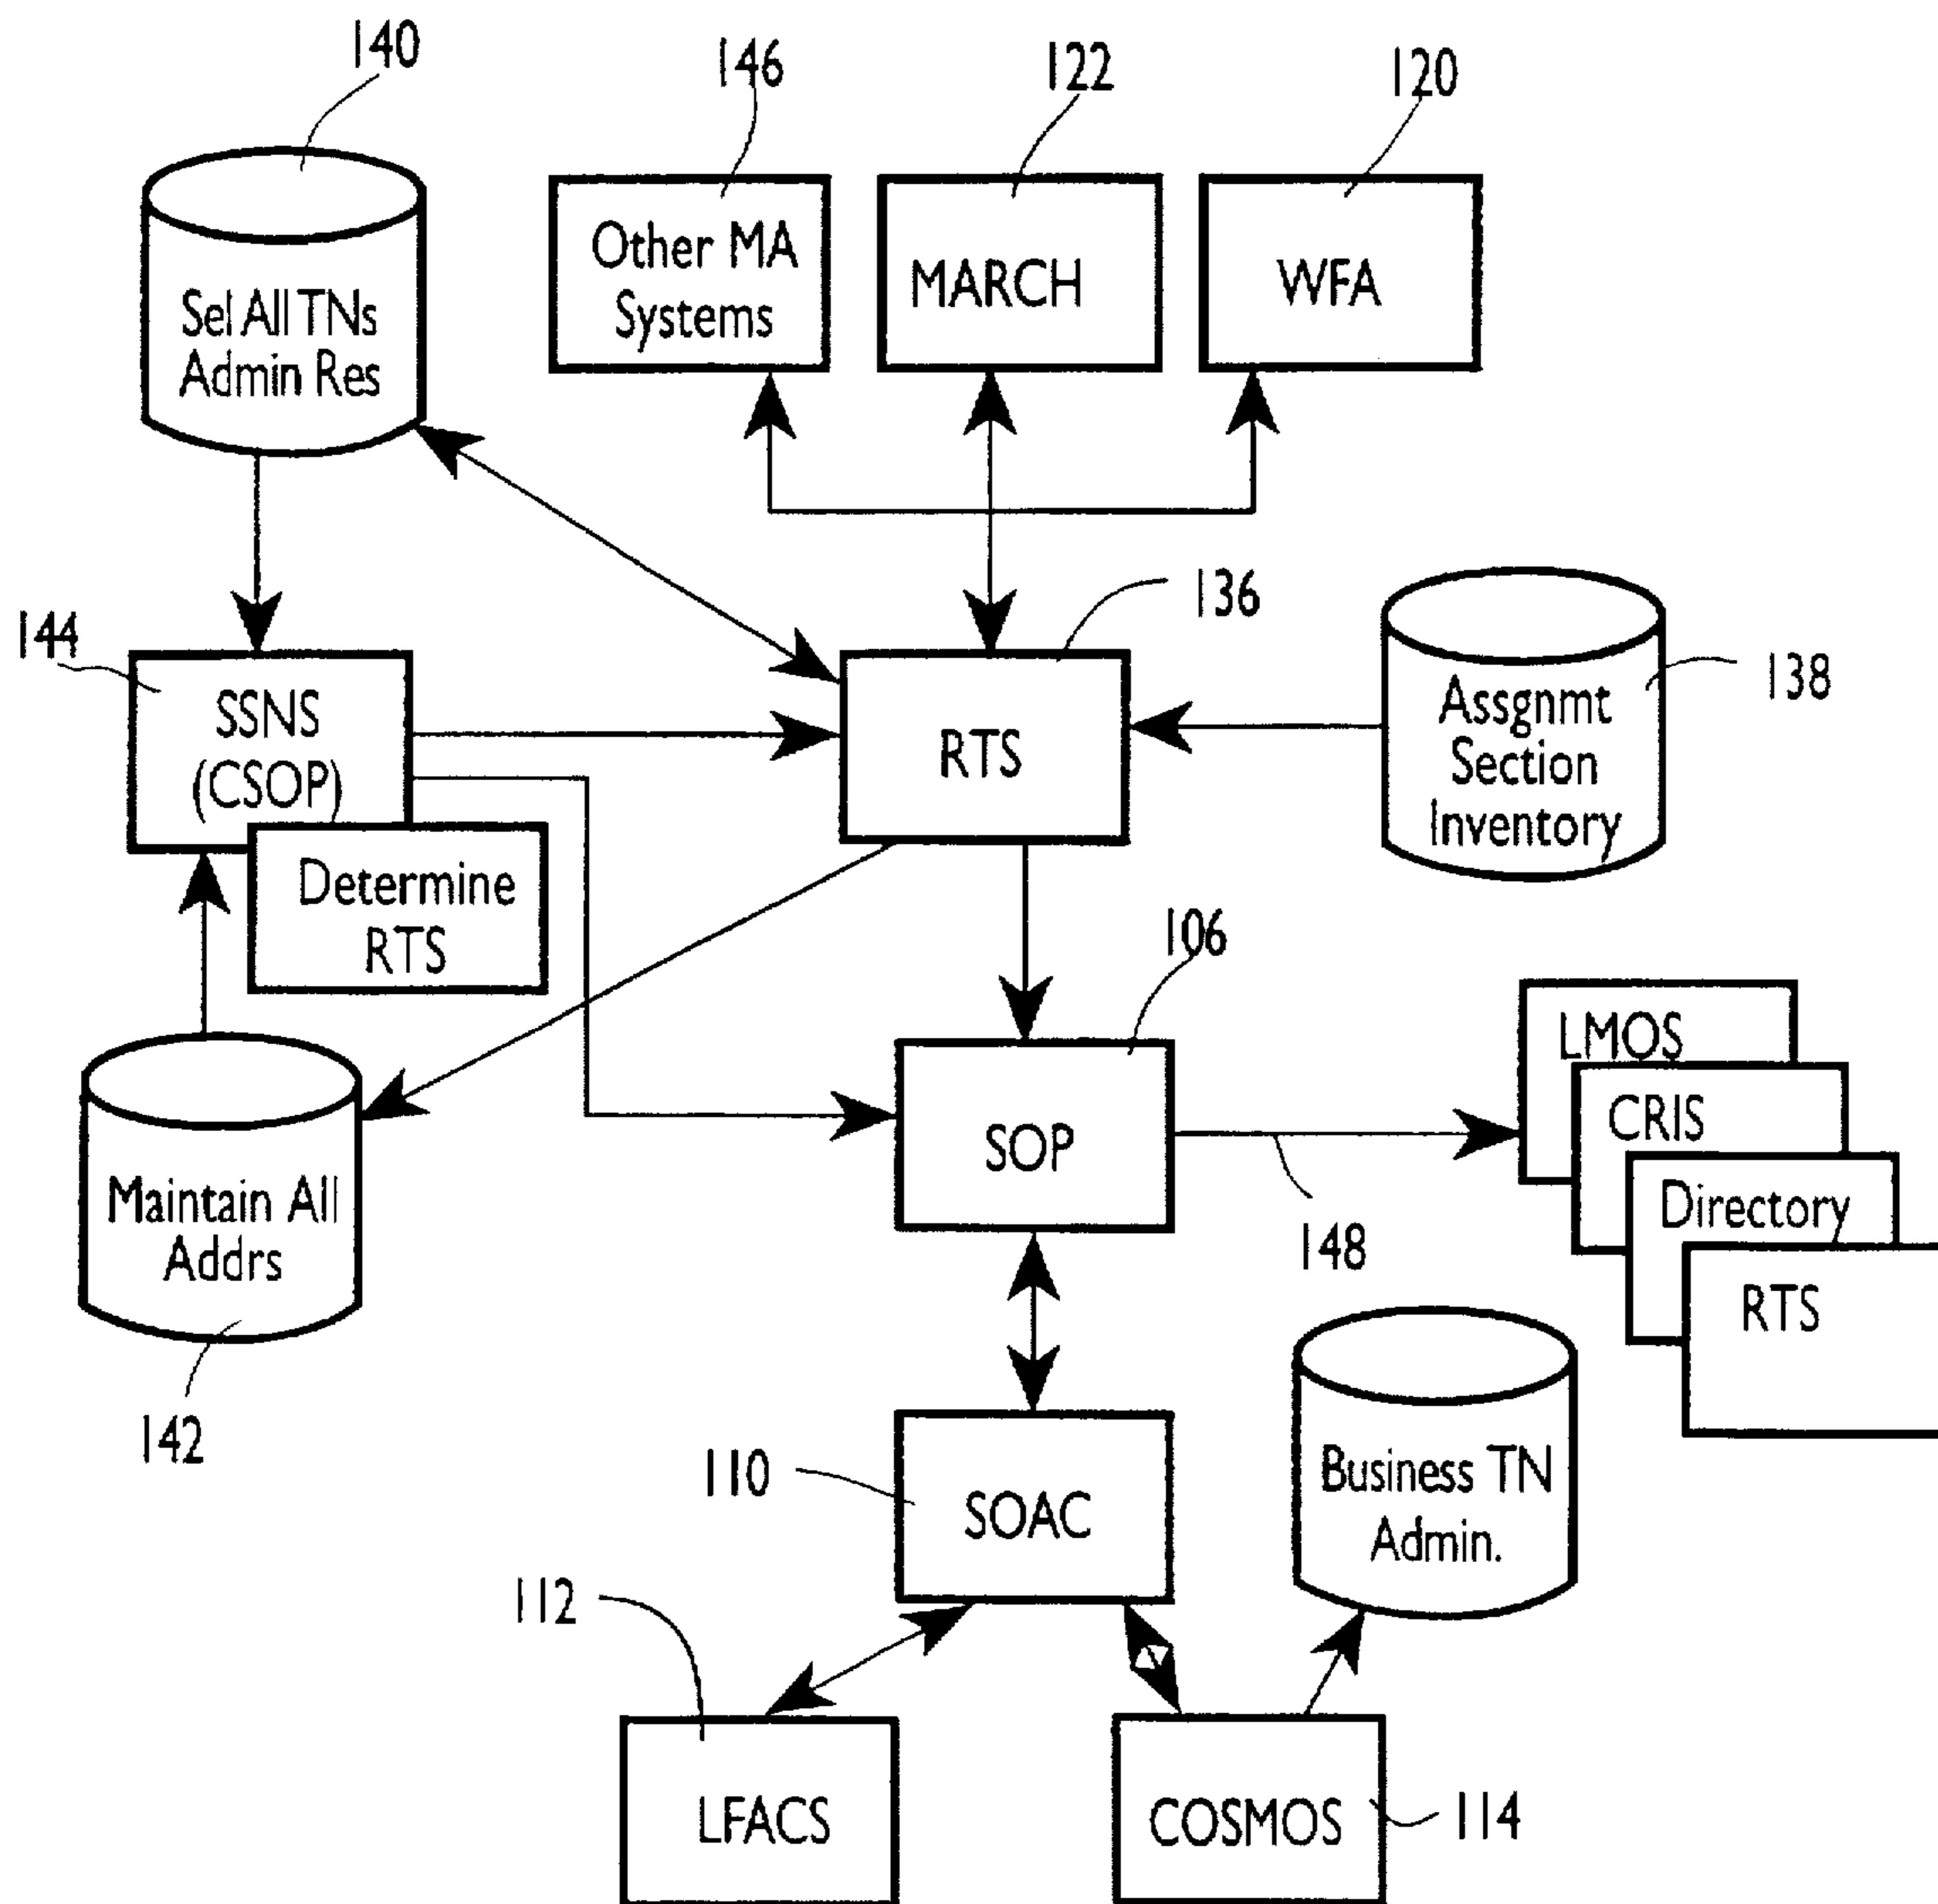 140
146
122
120
Sel All TNs
Admin Res
Other MA
Systems
MARCH
WFA
144
SSNS
(CSOP)
Determine
RTS
136
RTS
138
Assgnmt
Section
Inventory
106
SOP
148
LMOS
CRIS
Directory
RTS
Maintain All
Addrs
142
110
SOAC
Business TN
Admin.
112
LFACS
COSMOS
114